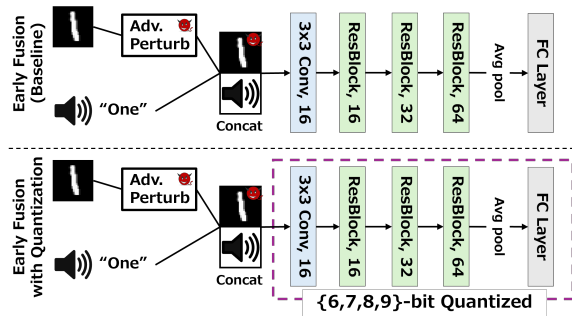 Early Fusion
(Baseline)
Adv.
Perturb
"One"
Concat
3x3 Conv, 16
ResBlock, 16
ResBlock, 32
ResBlock, 64
Avg pool
FC Layer
Early Fusion
with Quantization
Adv.
Perturb
"One"
Concat
3x3 Conv, 16
ResBlock, 16
ResBlock, 32
ResBlock, 64
Avg pool
FC Layer
{6,7,8,9}-bit Quantized